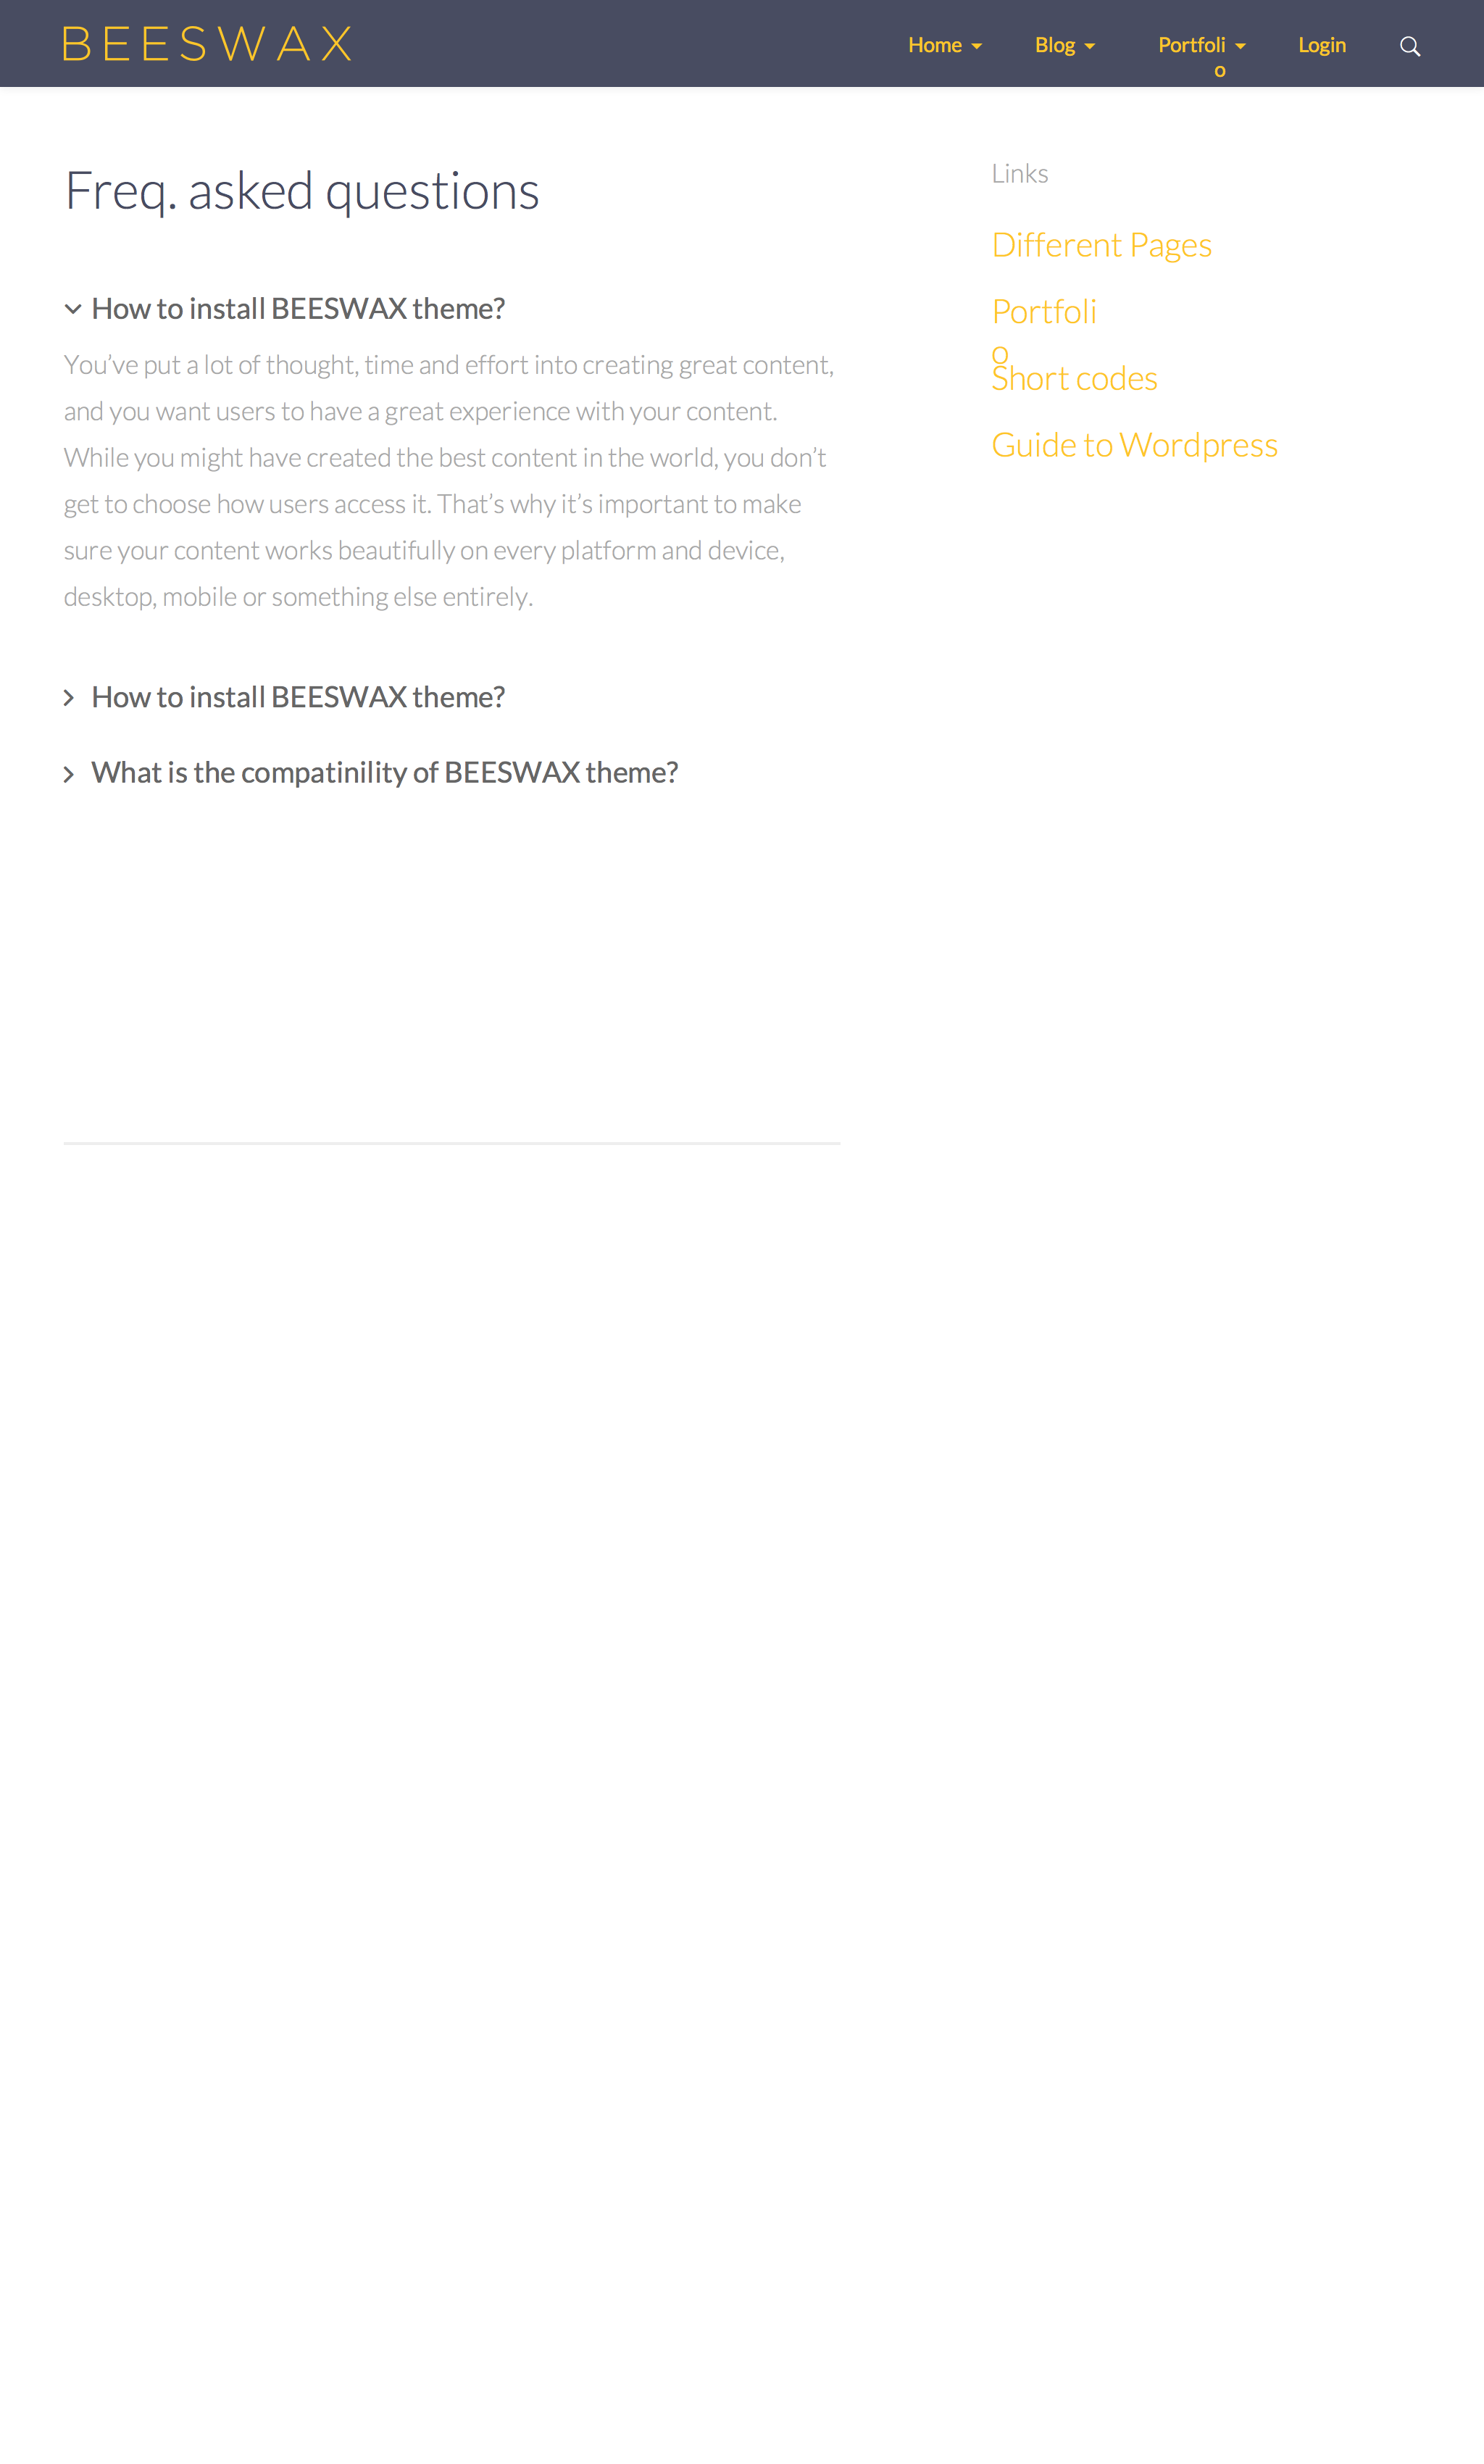 BEESWAX
Home
Blog
Portfoli
o
Login
Freq. asked questions
How to install BEESWAX theme?
You’ve put a lot of thought, time and effort into creating great content,
and you want users to have a great experience with your content.
While you might have created the best content in the world, you don’t
get to choose how users access it. That’s why it’s important to make
sure your content works beautifully on every platform and device,
desktop, mobile or something else entirely.
How to install BEESWAX theme?
What is the compatinility of BEESWAX theme?
Links
Different Pages
Portfoli
o
Short codes
Guide to Wordpress